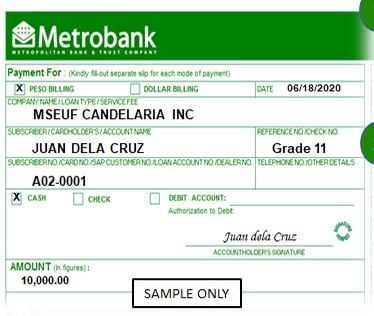 Metrobank
METROPOLITAN BANK & TRUST COMPANY
Payment For : (Kindly fill-out separate slip for each mode of payment)
X PESO BILLING DOLLAR BILLING DATE 06/18/2020
COMPANY NAME / LOAN TYPE / SERVICE FEE
MSEUF CANDELARIA INC
SUBSCRIBER / CARDHOLDER'S / ACCOUNT NAME REFERENCE NO./CHECK NO.
JUAN DELA CRUZ Grade 11
SUBSCRIBER NO./CARD NO./SAP CUSTOMER NO./LOAN ACCOUNT NO./DEALER NO. TELEPHONE NO./OTHER DETAILS
A02-0001
X CASH CHECK DEBIT ACCOUNT:
Authorization to Debit:
Juan dela Cruz
ACCOUNTHOLDER'S SIGNATURE
AMOUNT (In figures) :
10,000.00
SAMPLE ONLY